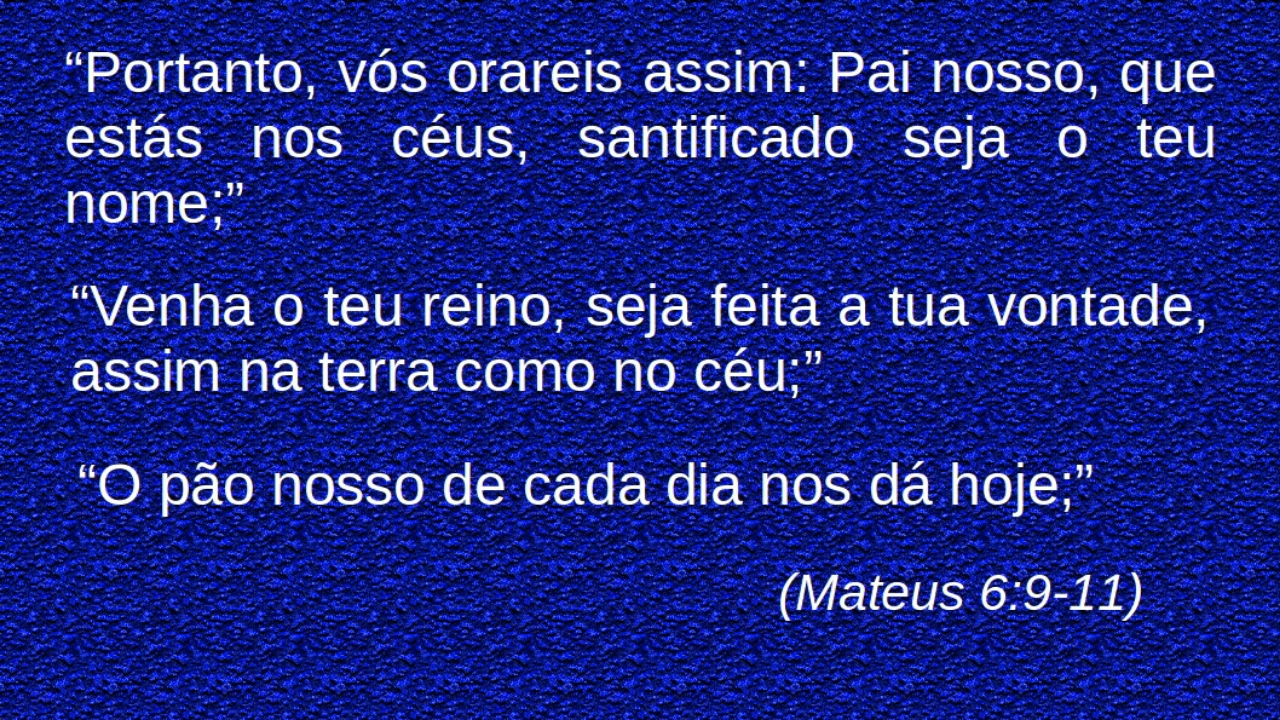 “Portanto, vós orareis assim: Pai nosso, que
estás nos céus, santificado seja o teu
nome;”
“Venha o teu reino, seja feita a tua vontade,
assim na terra como no céu;”
“O pão nosso de cada dia nos dá hoje;”
(Mateus 6:9-11)